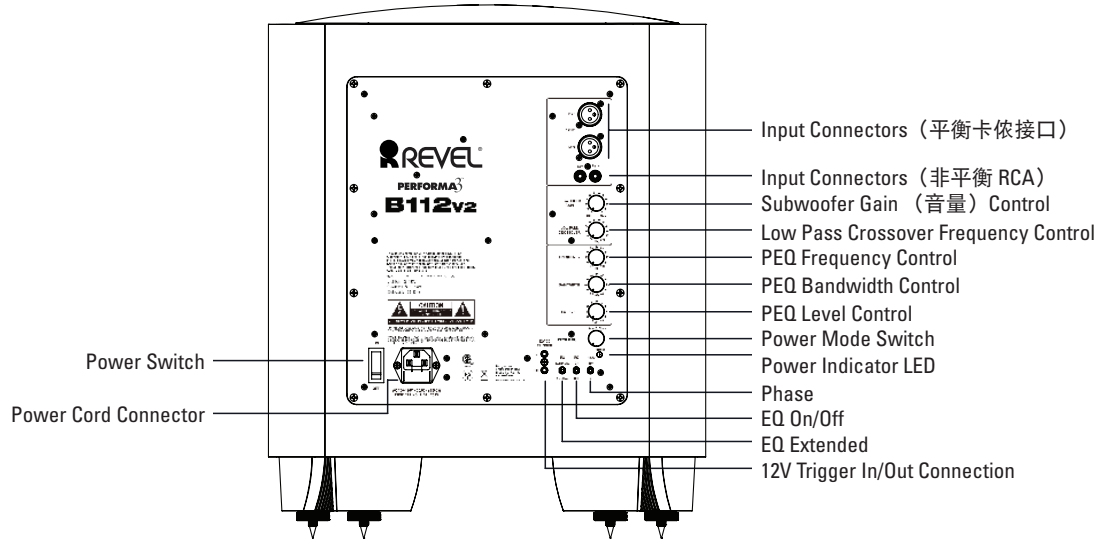 REVEL®
PERFORMA3
B112v2
CAUTION
Input Connectors（平衡卡侬接口）
Input Connectors（非平衡 RCA）
Subwoofer Gain （音量）Control
Low Pass Crossover Frequency Control
PEQ Frequency Control
PEQ Bandwidth Control
PEQ Level Control
Power Mode Switch
Power Indicator LED
Phase
EQ On/Off
EQ Extended
12V Trigger In/Out Connection
Power Switch
Power Cord Connector